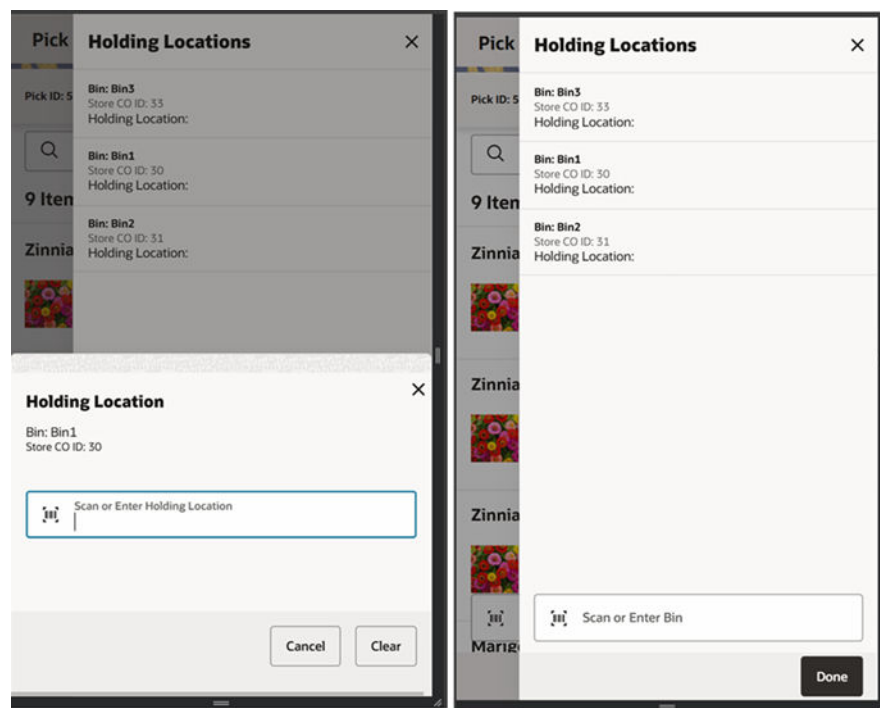 Pick
Holding Locations
Pick ID: 5
Bin: Bin3
Store CO ID: 33
Holding Location:
Bin: Bin1
Store CO ID: 30
Holding Location:
9 Item
Bin: Bin2
Store CO ID: 31
Holding Location:
Zinnia
Holding Location
Bin: Bin1
Store CO ID: 30
Scan or Enter Holding Location
Cancel
Clear
Pick
Holding Locations
Pick ID: 5
Bin: Bin3
Store CO ID: 33
Holding Location:
Bin: Bin1
Store CO ID: 30
Holding Location:
9 Item
Bin: Bin2
Store CO ID: 31
Holding Location:
Zinnia
Zinnia
Zinnia
Scan or Enter Bin
Marig
Done